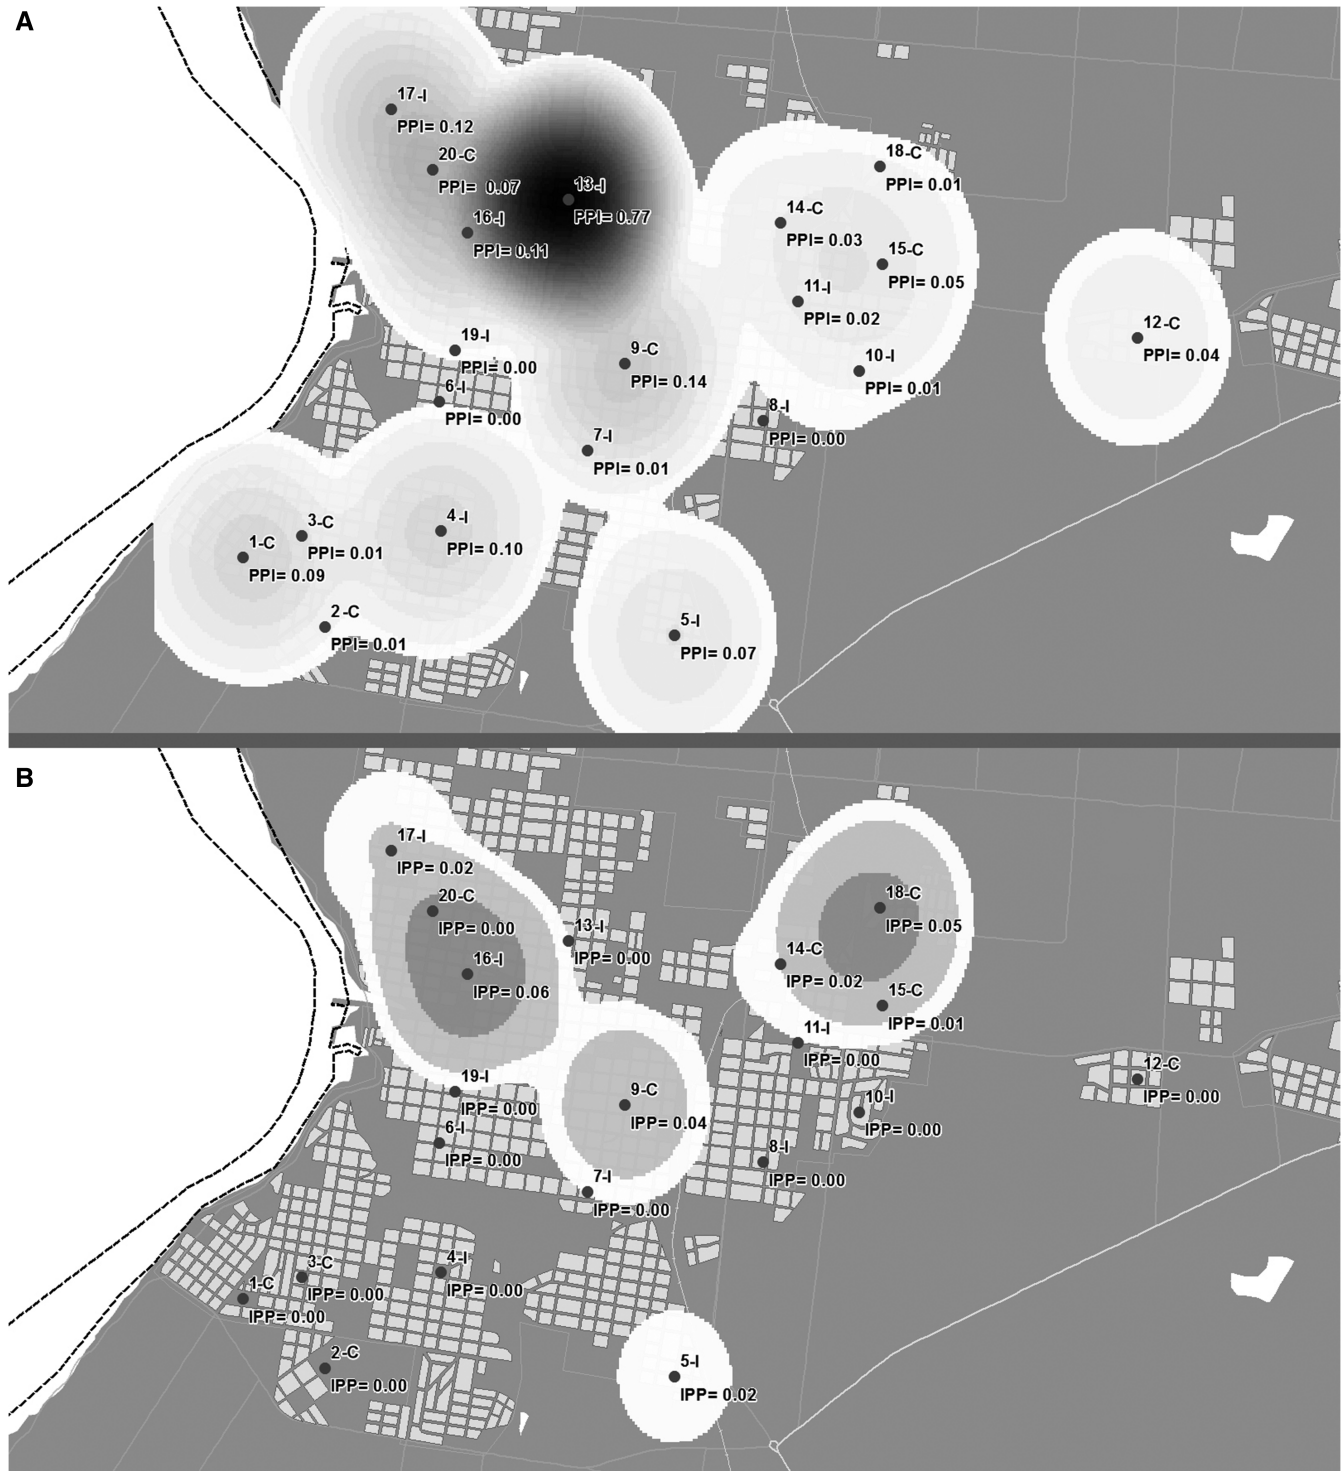 A
17-I
PPI= 0.12
20-C
PPI=  0.07
13-I
PPI= 0.77
16-I
PPI= 0.11
18-C
PPI= 0.01
14-C
PPI= 0.03
15-C
PPI= 0.05
11-I
PPI= 0.02
12-C
PPI= 0.04
19-I
PPI= 0.00
9-C
PPI= 0.14
10-I
PPI= 0.01
6-I
PPI= 0.00
8-I
PPI= 0.00
7-I
PPI= 0.01
3-C
PPI= 0.01
4-I
PPI= 0.10
1-C
PPI= 0.09
2-C
PPI= 0.01
5-I
PPI= 0.07
B
17-I
IPP= 0.02
20-C
IPP= 0.00
18-C
IPP= 0.05
13-I
IPP= 0.00
16-I
IPP= 0.06
14-C
IPP= 0.02
15-C
IPP= 0.01
11-I
IPP= 0.00
12-C
IPP= 0.00
19-I
IPP= 0.00
9-C
IPP= 0.04
10-I
IPP= 0.00
6-I
IPP= 0.00
8-I
IPP= 0.00
7-I
IPP= 0.00
3-C
IPP= 0.00
4-I
IPP= 0.00
1-C
IPP= 0.00
2-C
IPP= 0.00
5-I
IPP= 0.02